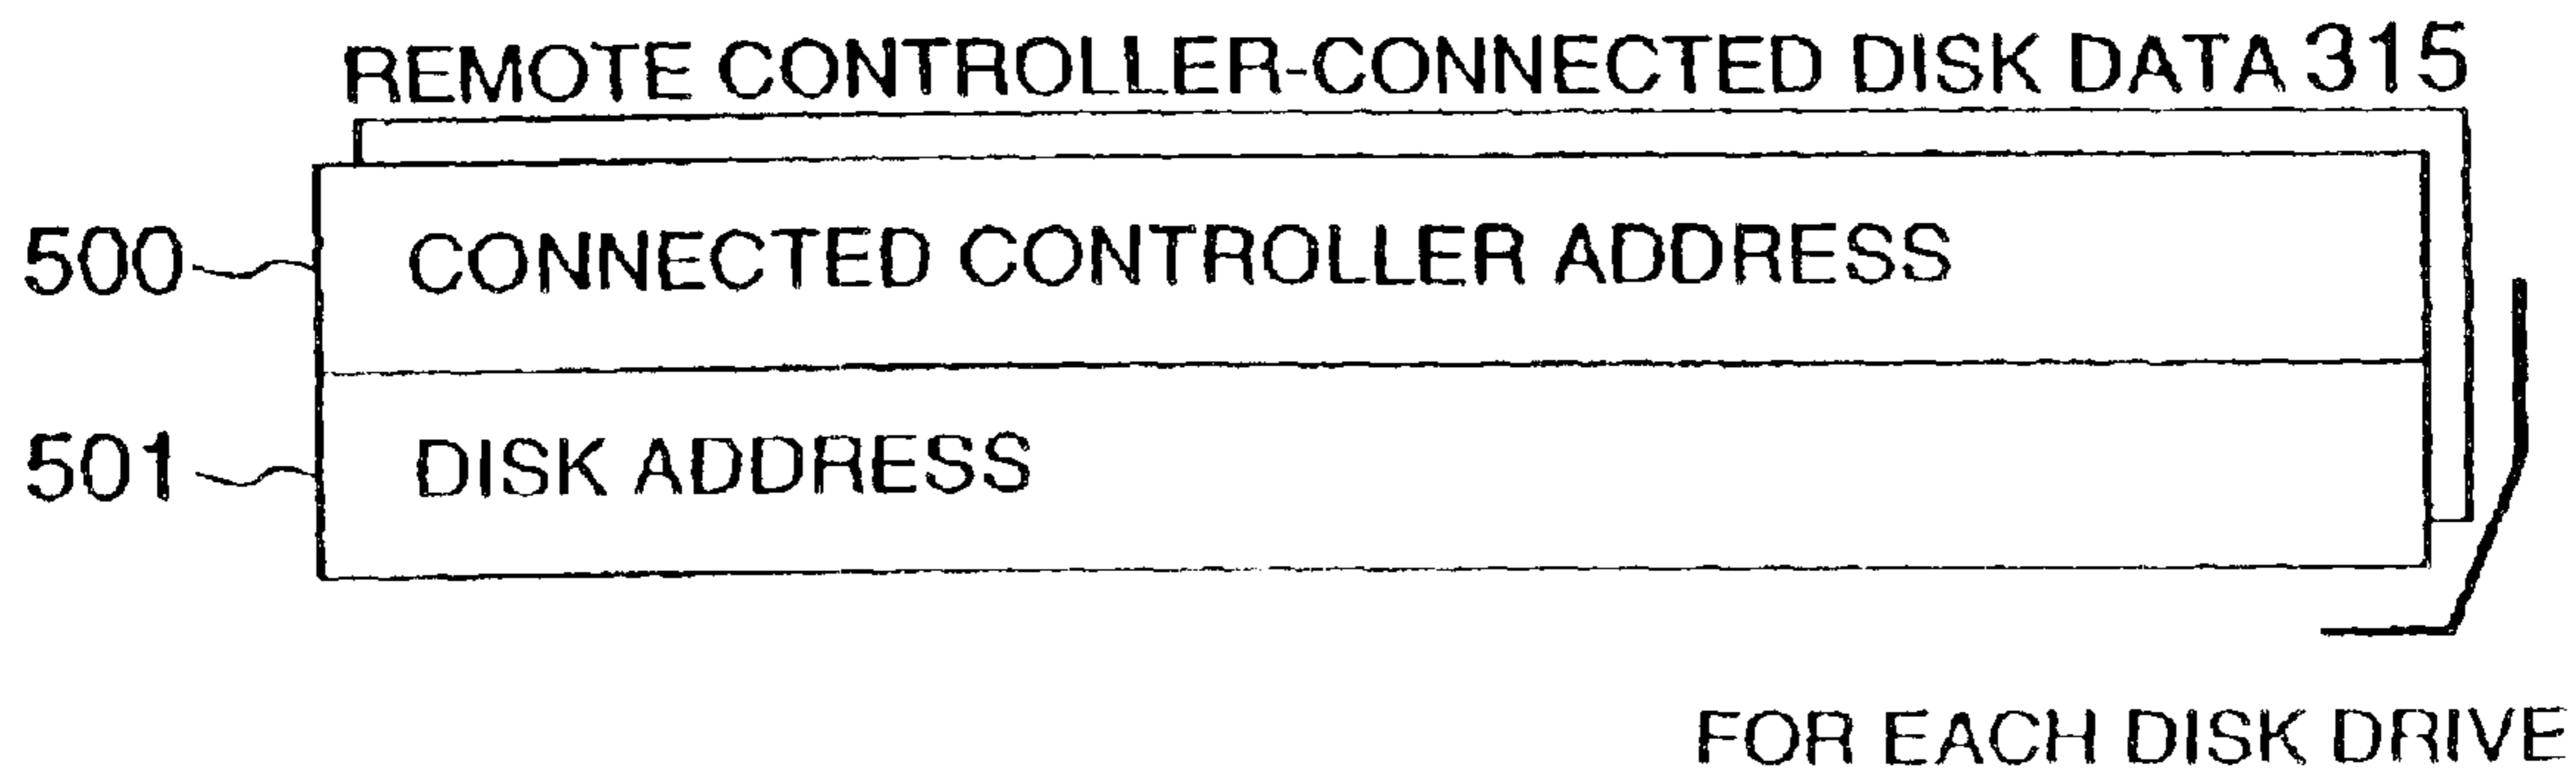 REMOTE CONTROLLER-CONNECTED DISK DATA 315
500 CONNECTED CONTROLLER ADDRESS
501 DISK ADDRESS
FOR EACH DISK DRIVE